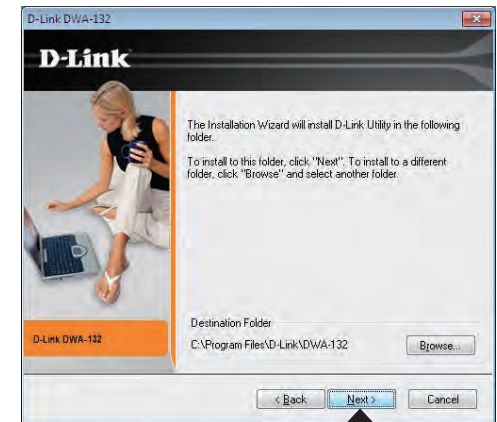 D-Link DWA-132
D-Link
The Installation Wizard will install D-Link Utility in the following
folder.
To install to this folder, click "Next". To install to a different
folder, click "Browse" and select another folder.
Destination Folder
C:\Program Files\D-Link\DWA-132
Browse...
D-Link DWA-132
< Back
Next >
Cancel